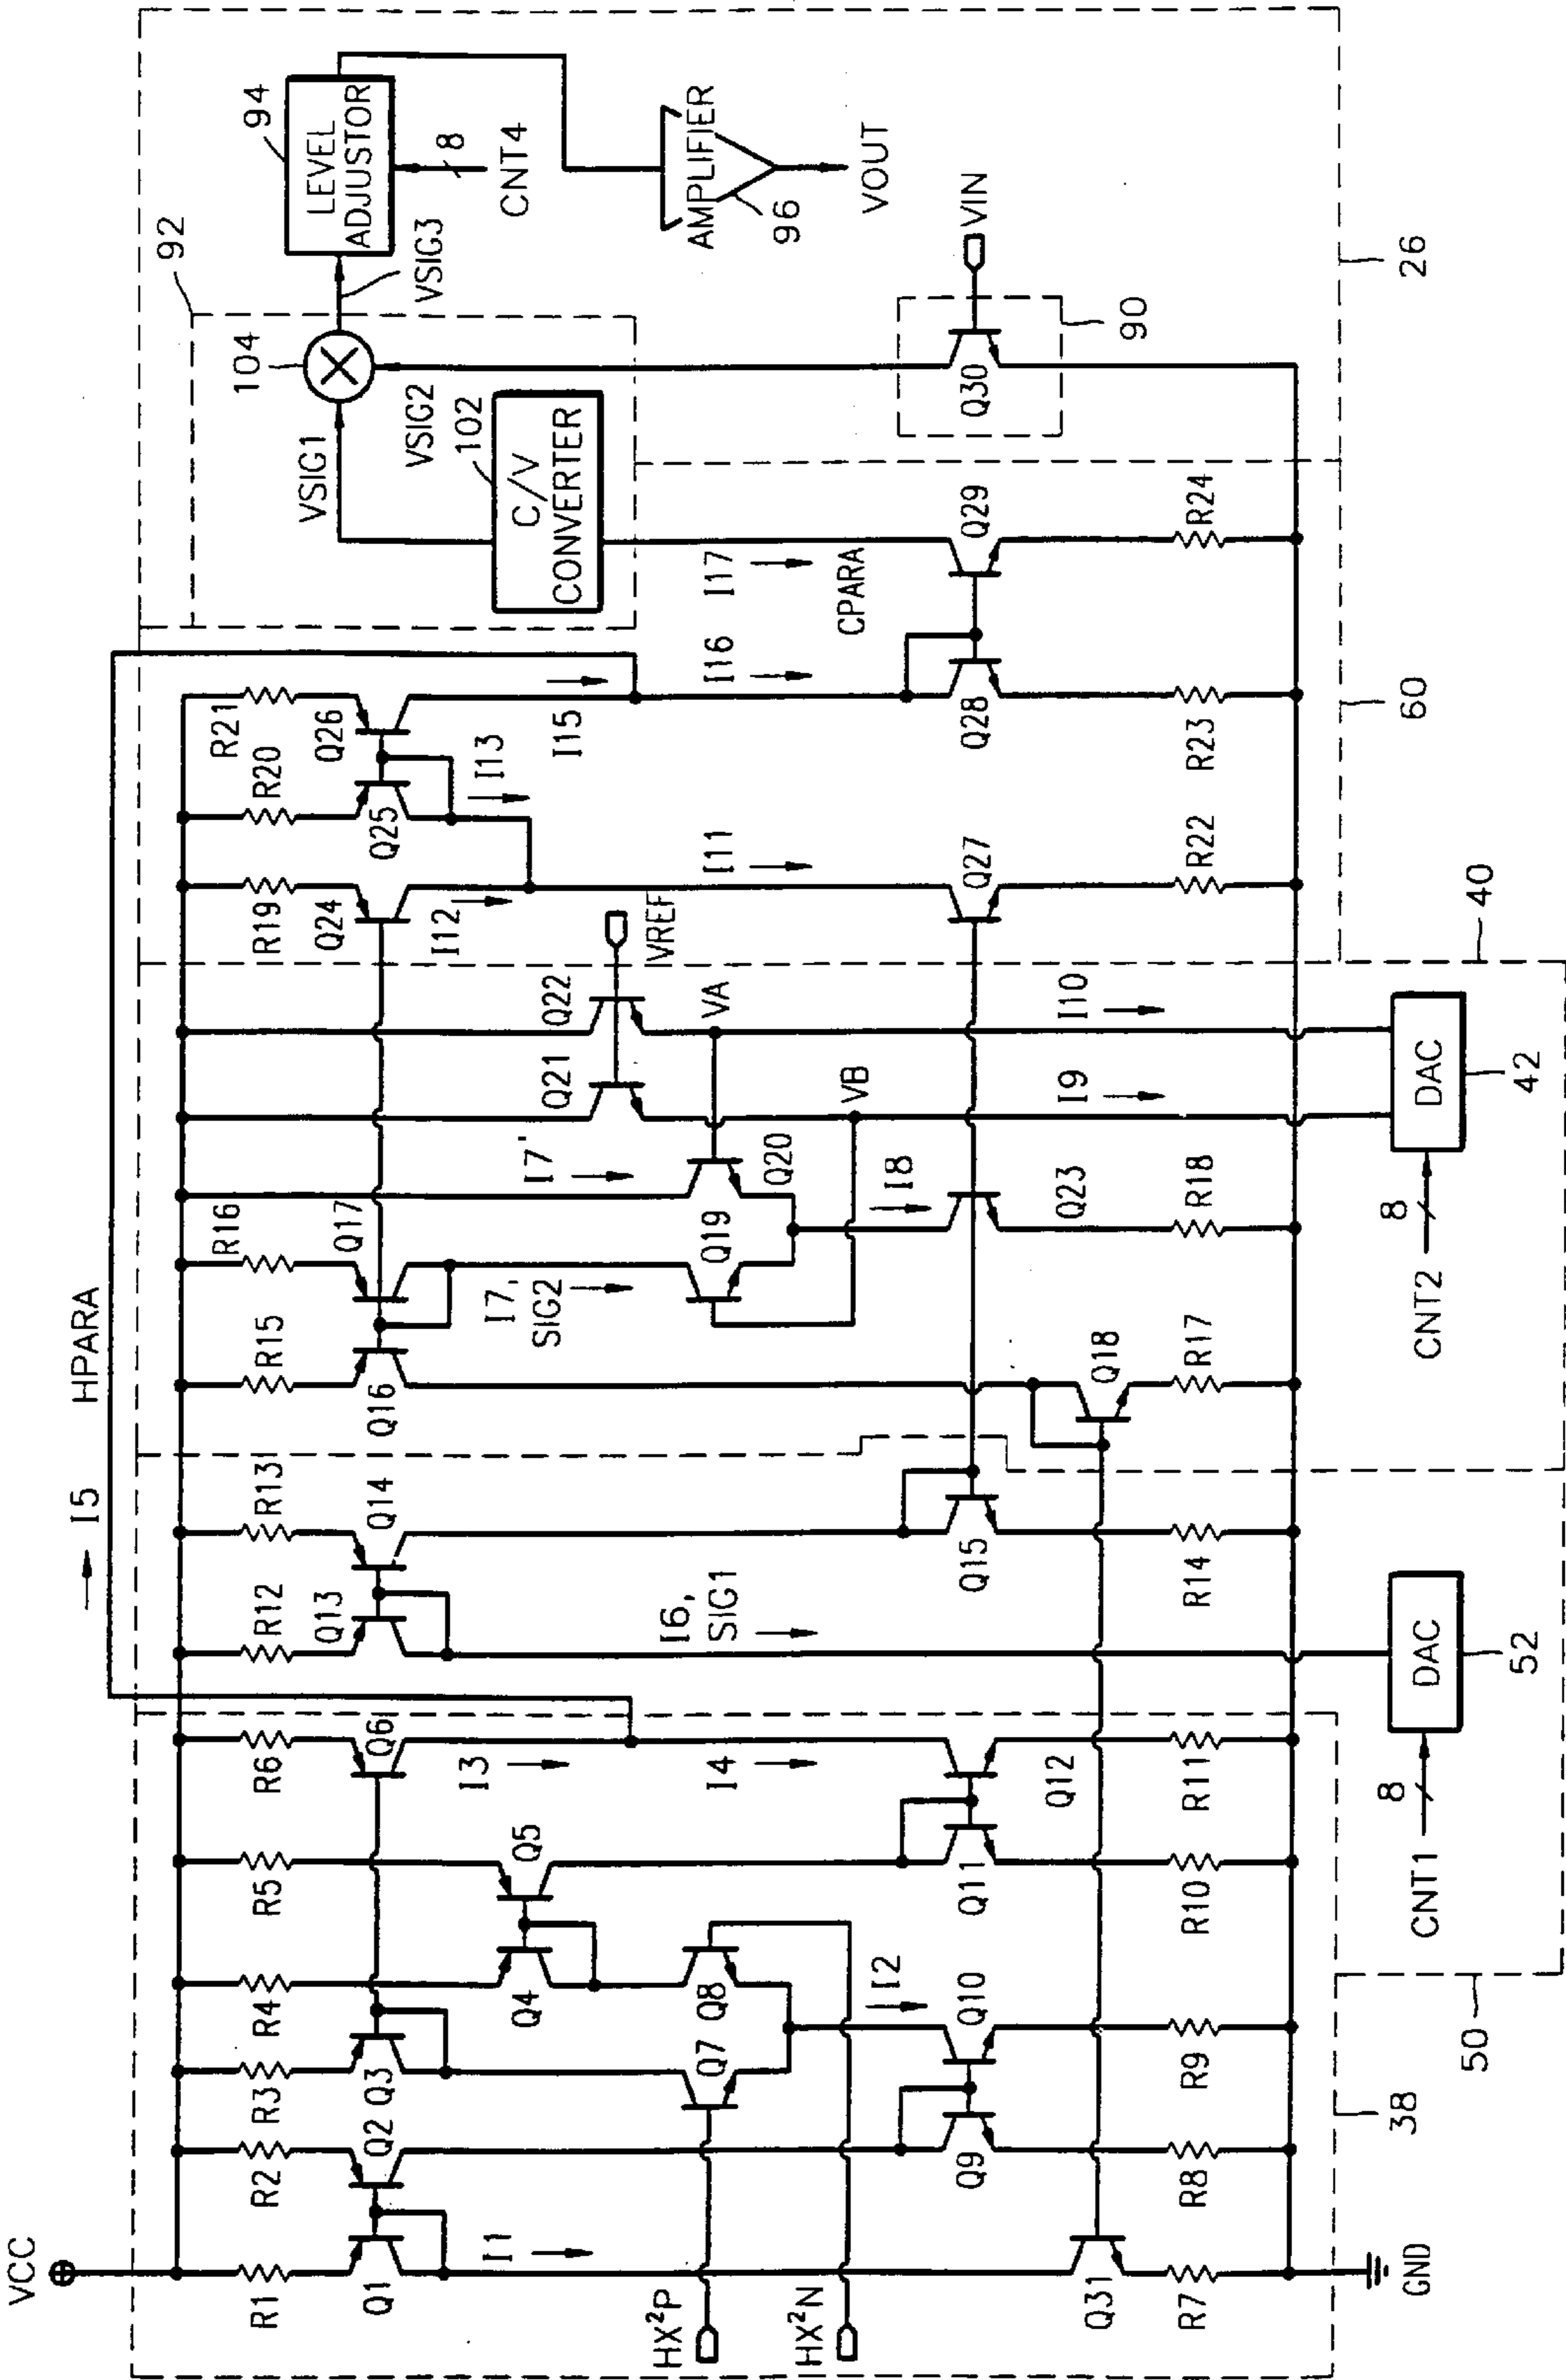 VCC
R1
R2
R3
R4
R5
R6
R12
R13
R15
R16
R19
R20
R21
I5
HPARA
Q1
Q2
Q3
Q4
Q5
Q6
Q13
Q14
Q16
Q17
Q24
Q25
Q26
I1
I3
I6,
SIG1
I7,
SIG2
I7'
Q21
Q22
VREF
I12
I13
I15
HX²P
HX²N
Q7
Q8
I2
I4
Q19
Q20
I8
VB
VA
I9
I10
I11
I16
I17
CPARA
Q31
Q9
Q10
Q11
Q12
Q15
Q18
Q23
Q27
Q28
Q29
Q30
VIN
90
R7
R8
R9
R10
R11
R14
R17
R18
R22
R23
R24
GND
38
50
CNT1
8
DAC
52
CNT2
8
DAC
42
40
60
26
92
C/V
CONVERTER
102
VSIG1
VSIG2
104
VSIG3
LEVEL
ADJUSTOR
94
8
CNT4
AMPLIFIER
96
VOUT